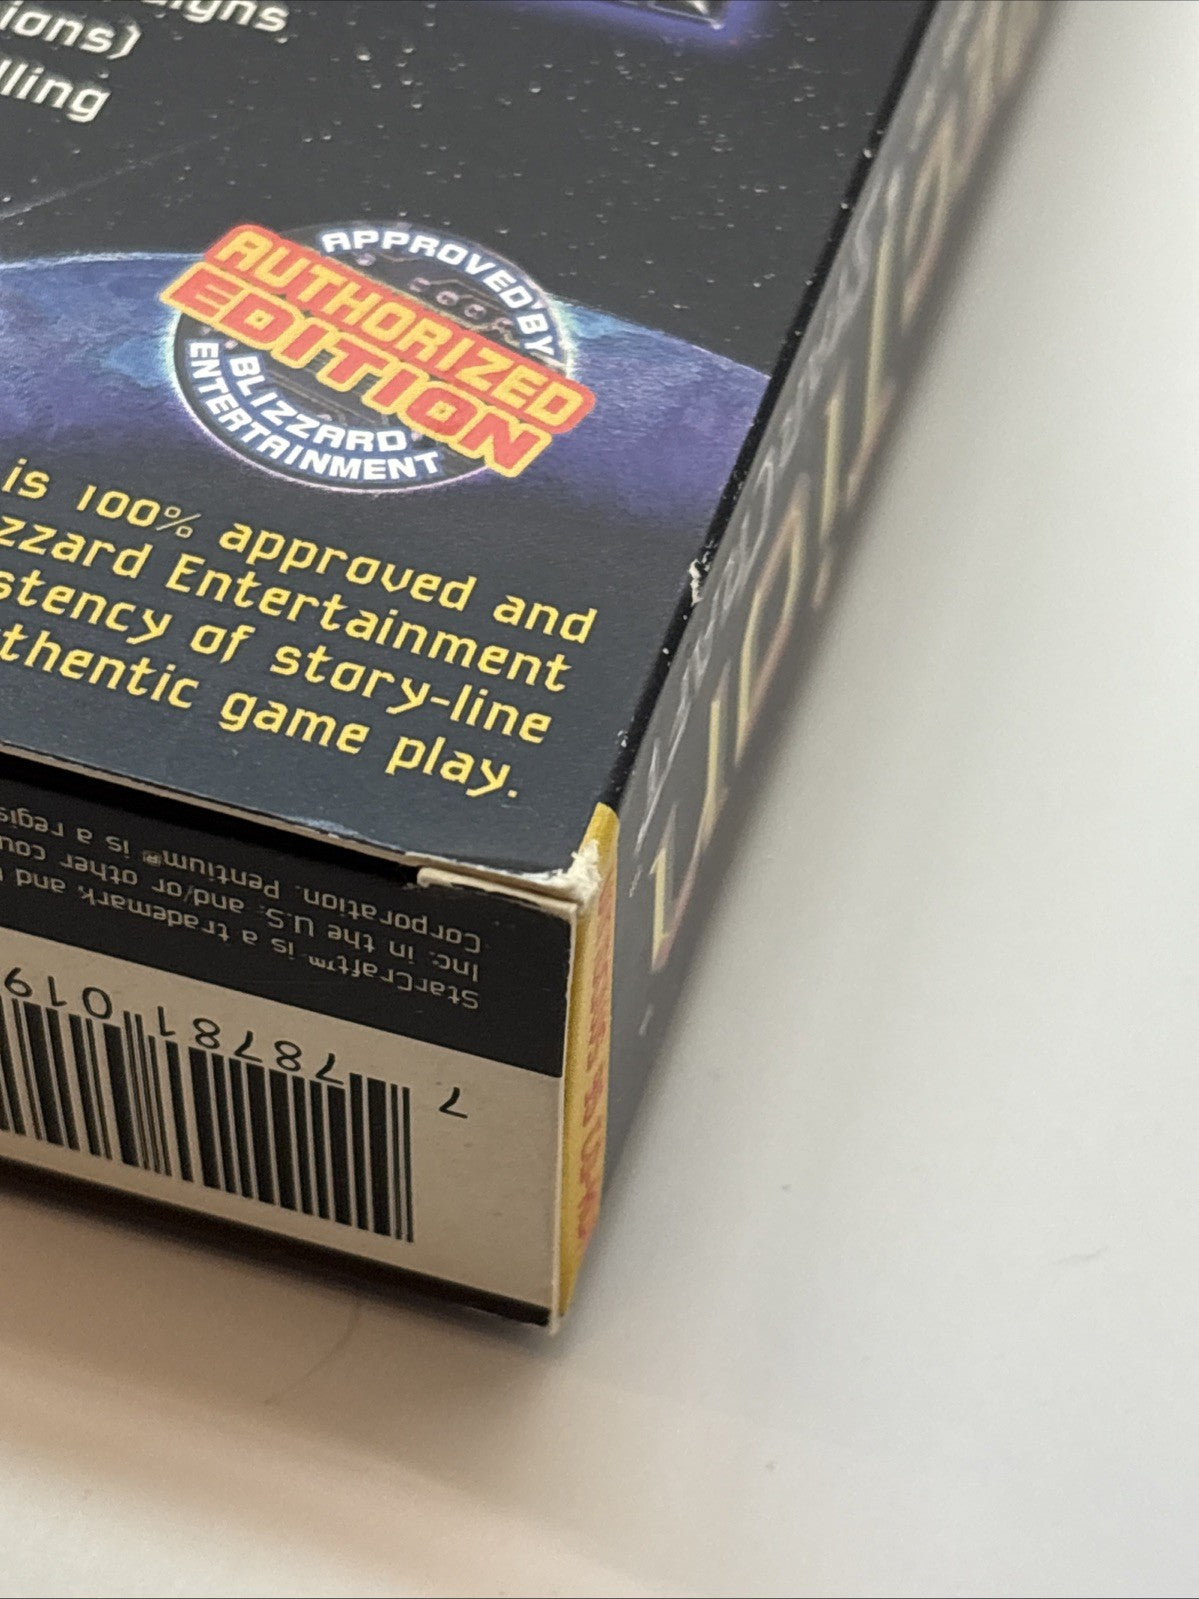 igns
ions)
lling
APPROVED BY
AUTHORIZED
EDITION
BLIZZARD
ENTERTAINMENT
is 100% approved and
zzard Entertainment
stency of story-line
thentic game play.
StarCraft™ is a trademark and
Inc. in the U.S. and/or other cou
Corporation. Pentium® is a regis
7 78781 019